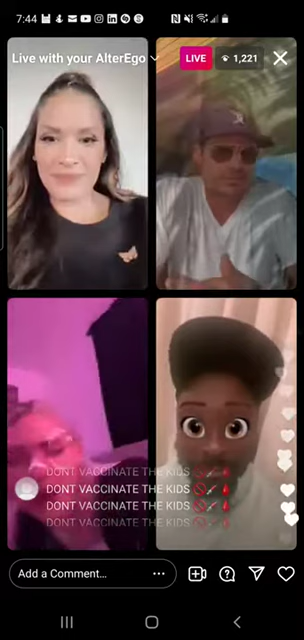 7:44
Live with your AlterEgo
LIVE
1,221
DONT VACCINATE THE KIDS
DONT VACCINATE THE KIDS
DONT VACCINATE THE KIDS
DONT VACCINATE THE KIDS
Add a Comment...